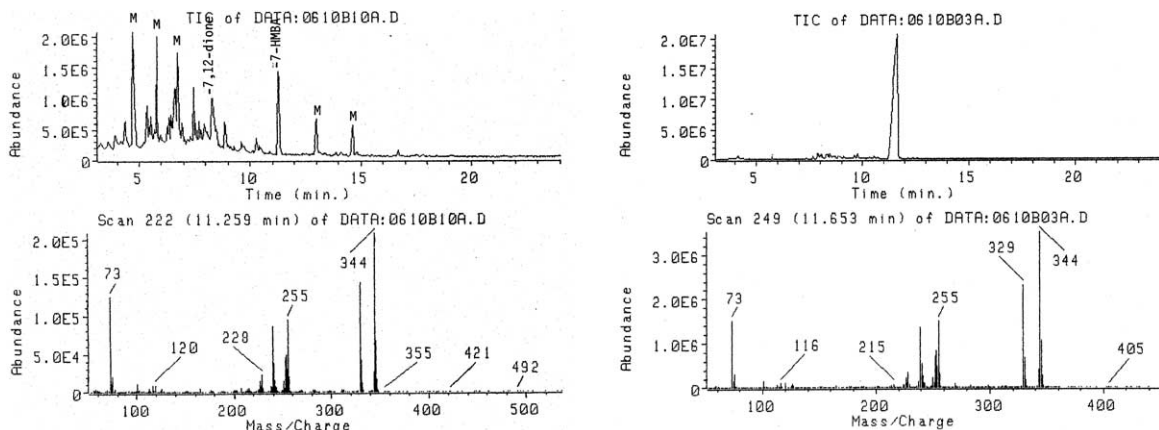 TIC of DATA:0610B10A.D
M
M
M
-7,12-dione
=7-HMBA
M
M
2.0E6
1.5E6
1.0E6
5.0E5
0
Abundance
5
10
15
20
Time (min.)
Scan 222 (11.259 min) of DATA:0610B10A.D
2.0E5
1.5E5
1.0E5
5.0E4
0
Abundance
73
120
228
255
344
355
421
492
100
200
300
400
500
Mass/Charge
TIC of DATA:0610B03A.D
2.0E7
1.5E7
1.0E7
5.0E6
0
Abundance
5
10
15
20
Time (min.)
Scan 249 (11.653 min) of DATA:0610B03A.D
3.0E6
2.0E6
1.0E6
0
Abundance
73
116
215
255
329
344
405
100
200
300
400
Mass/Charge